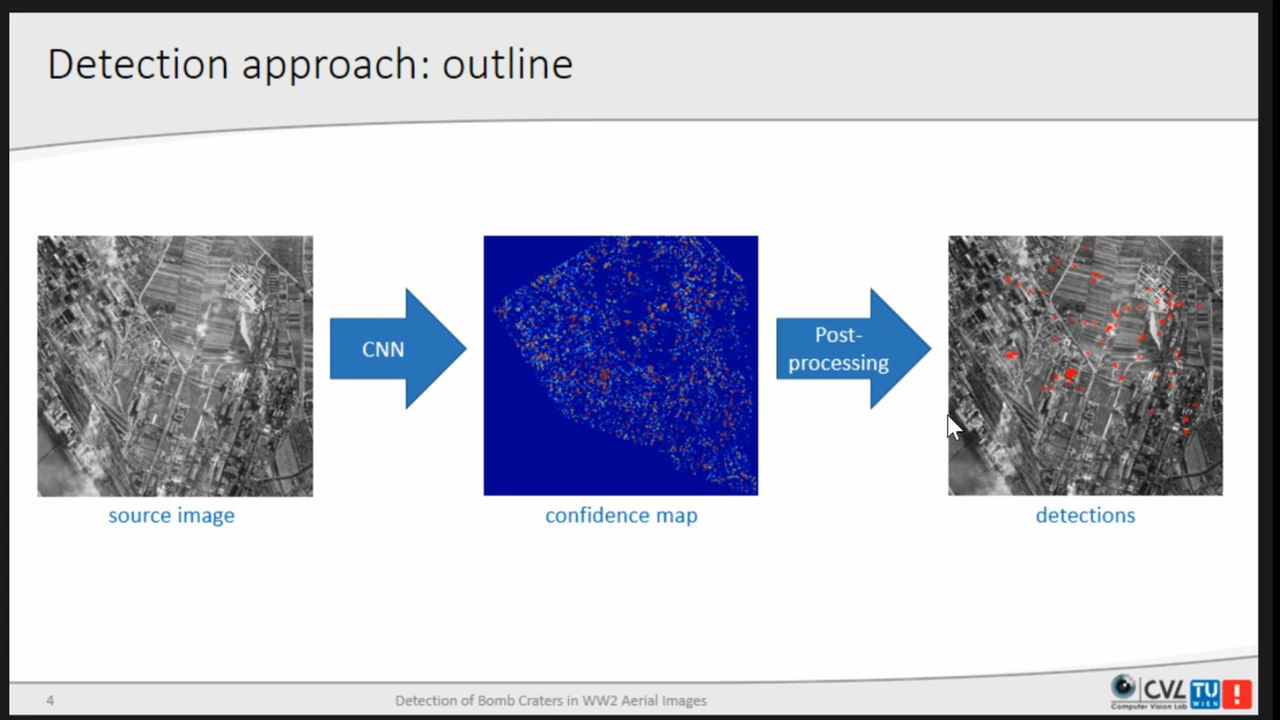 Detection approach: outline
CNN
Post-
processing
source image
confidence map
detections
4
Detection of Bomb Craters in WW2 Aerial Images
CVL
Computer Vision Lab
TU
WIEN
!